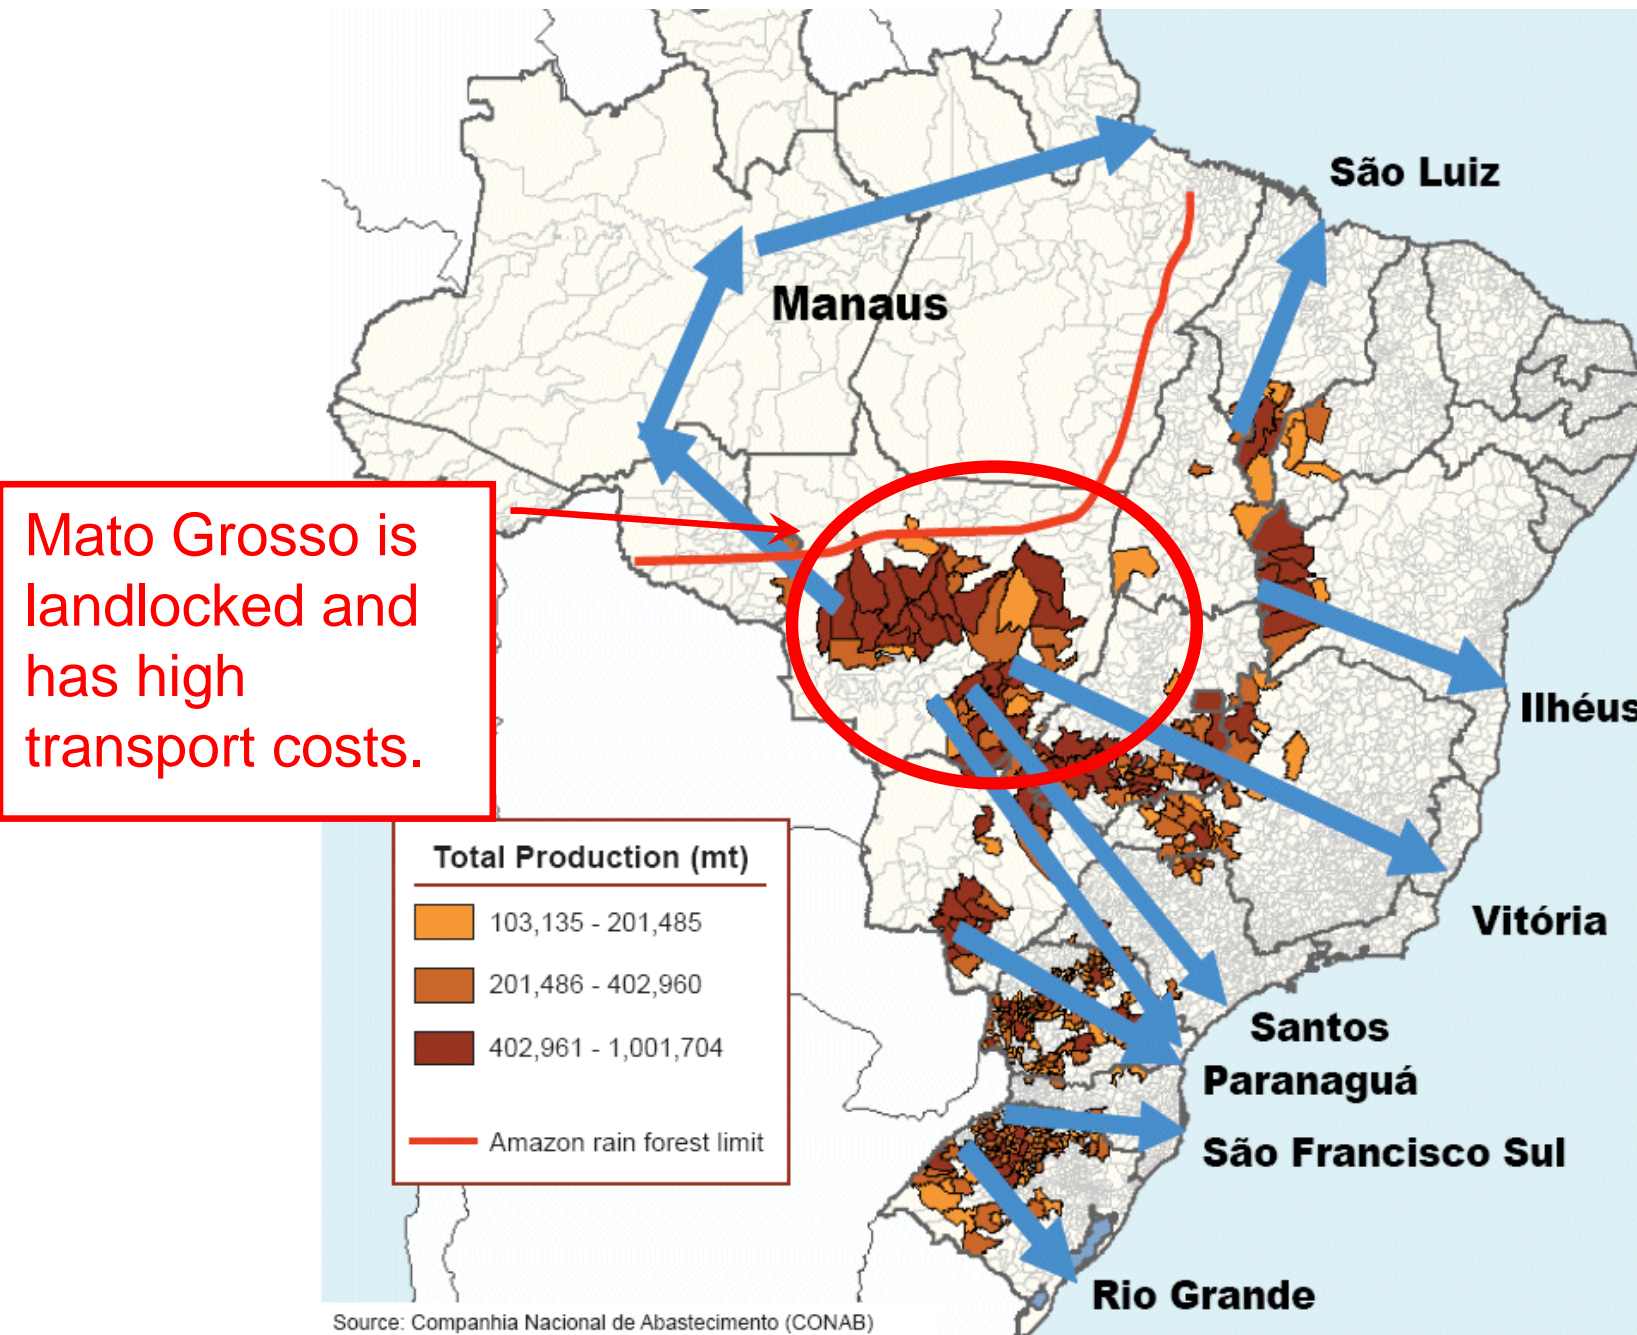 São Luiz
Manaus
Mato Grosso is
landlocked and
has high
transport costs.
Ilhéus
Total Production (mt)
103,135 - 201,485
201,486 - 402,960
402,961 - 1,001,704
Amazon rain forest limit
Vitória
Santos
Paranaguá
São Francisco Sul
Rio Grande
Source: Companhia Nacional de Abastecimento (CONAB)